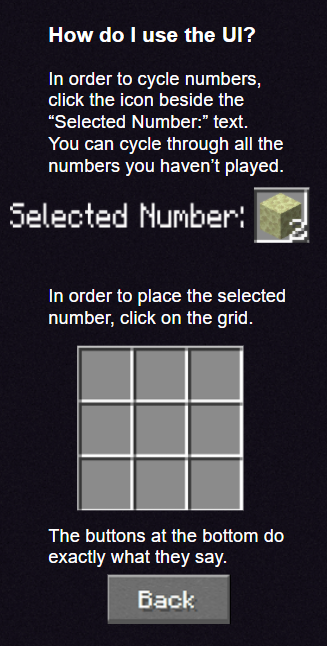 How do I use the UI?
In order to cycle numbers,
click the icon beside the
“Selected Number:” text.
You can cycle through all the
numbers you haven’t played.
Selected Number: 2
In order to place the selected
number, click on the grid.
The buttons at the bottom do
exactly what they say.
Back